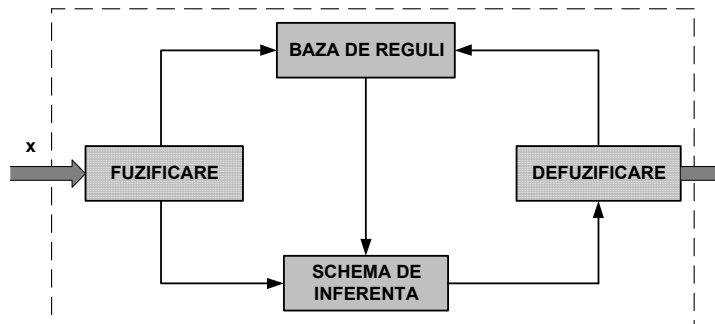 BAZA DE REGULI
x
FUZIFICARE
DEFUZIFICARE
SCHEMA DE
INFERENTA